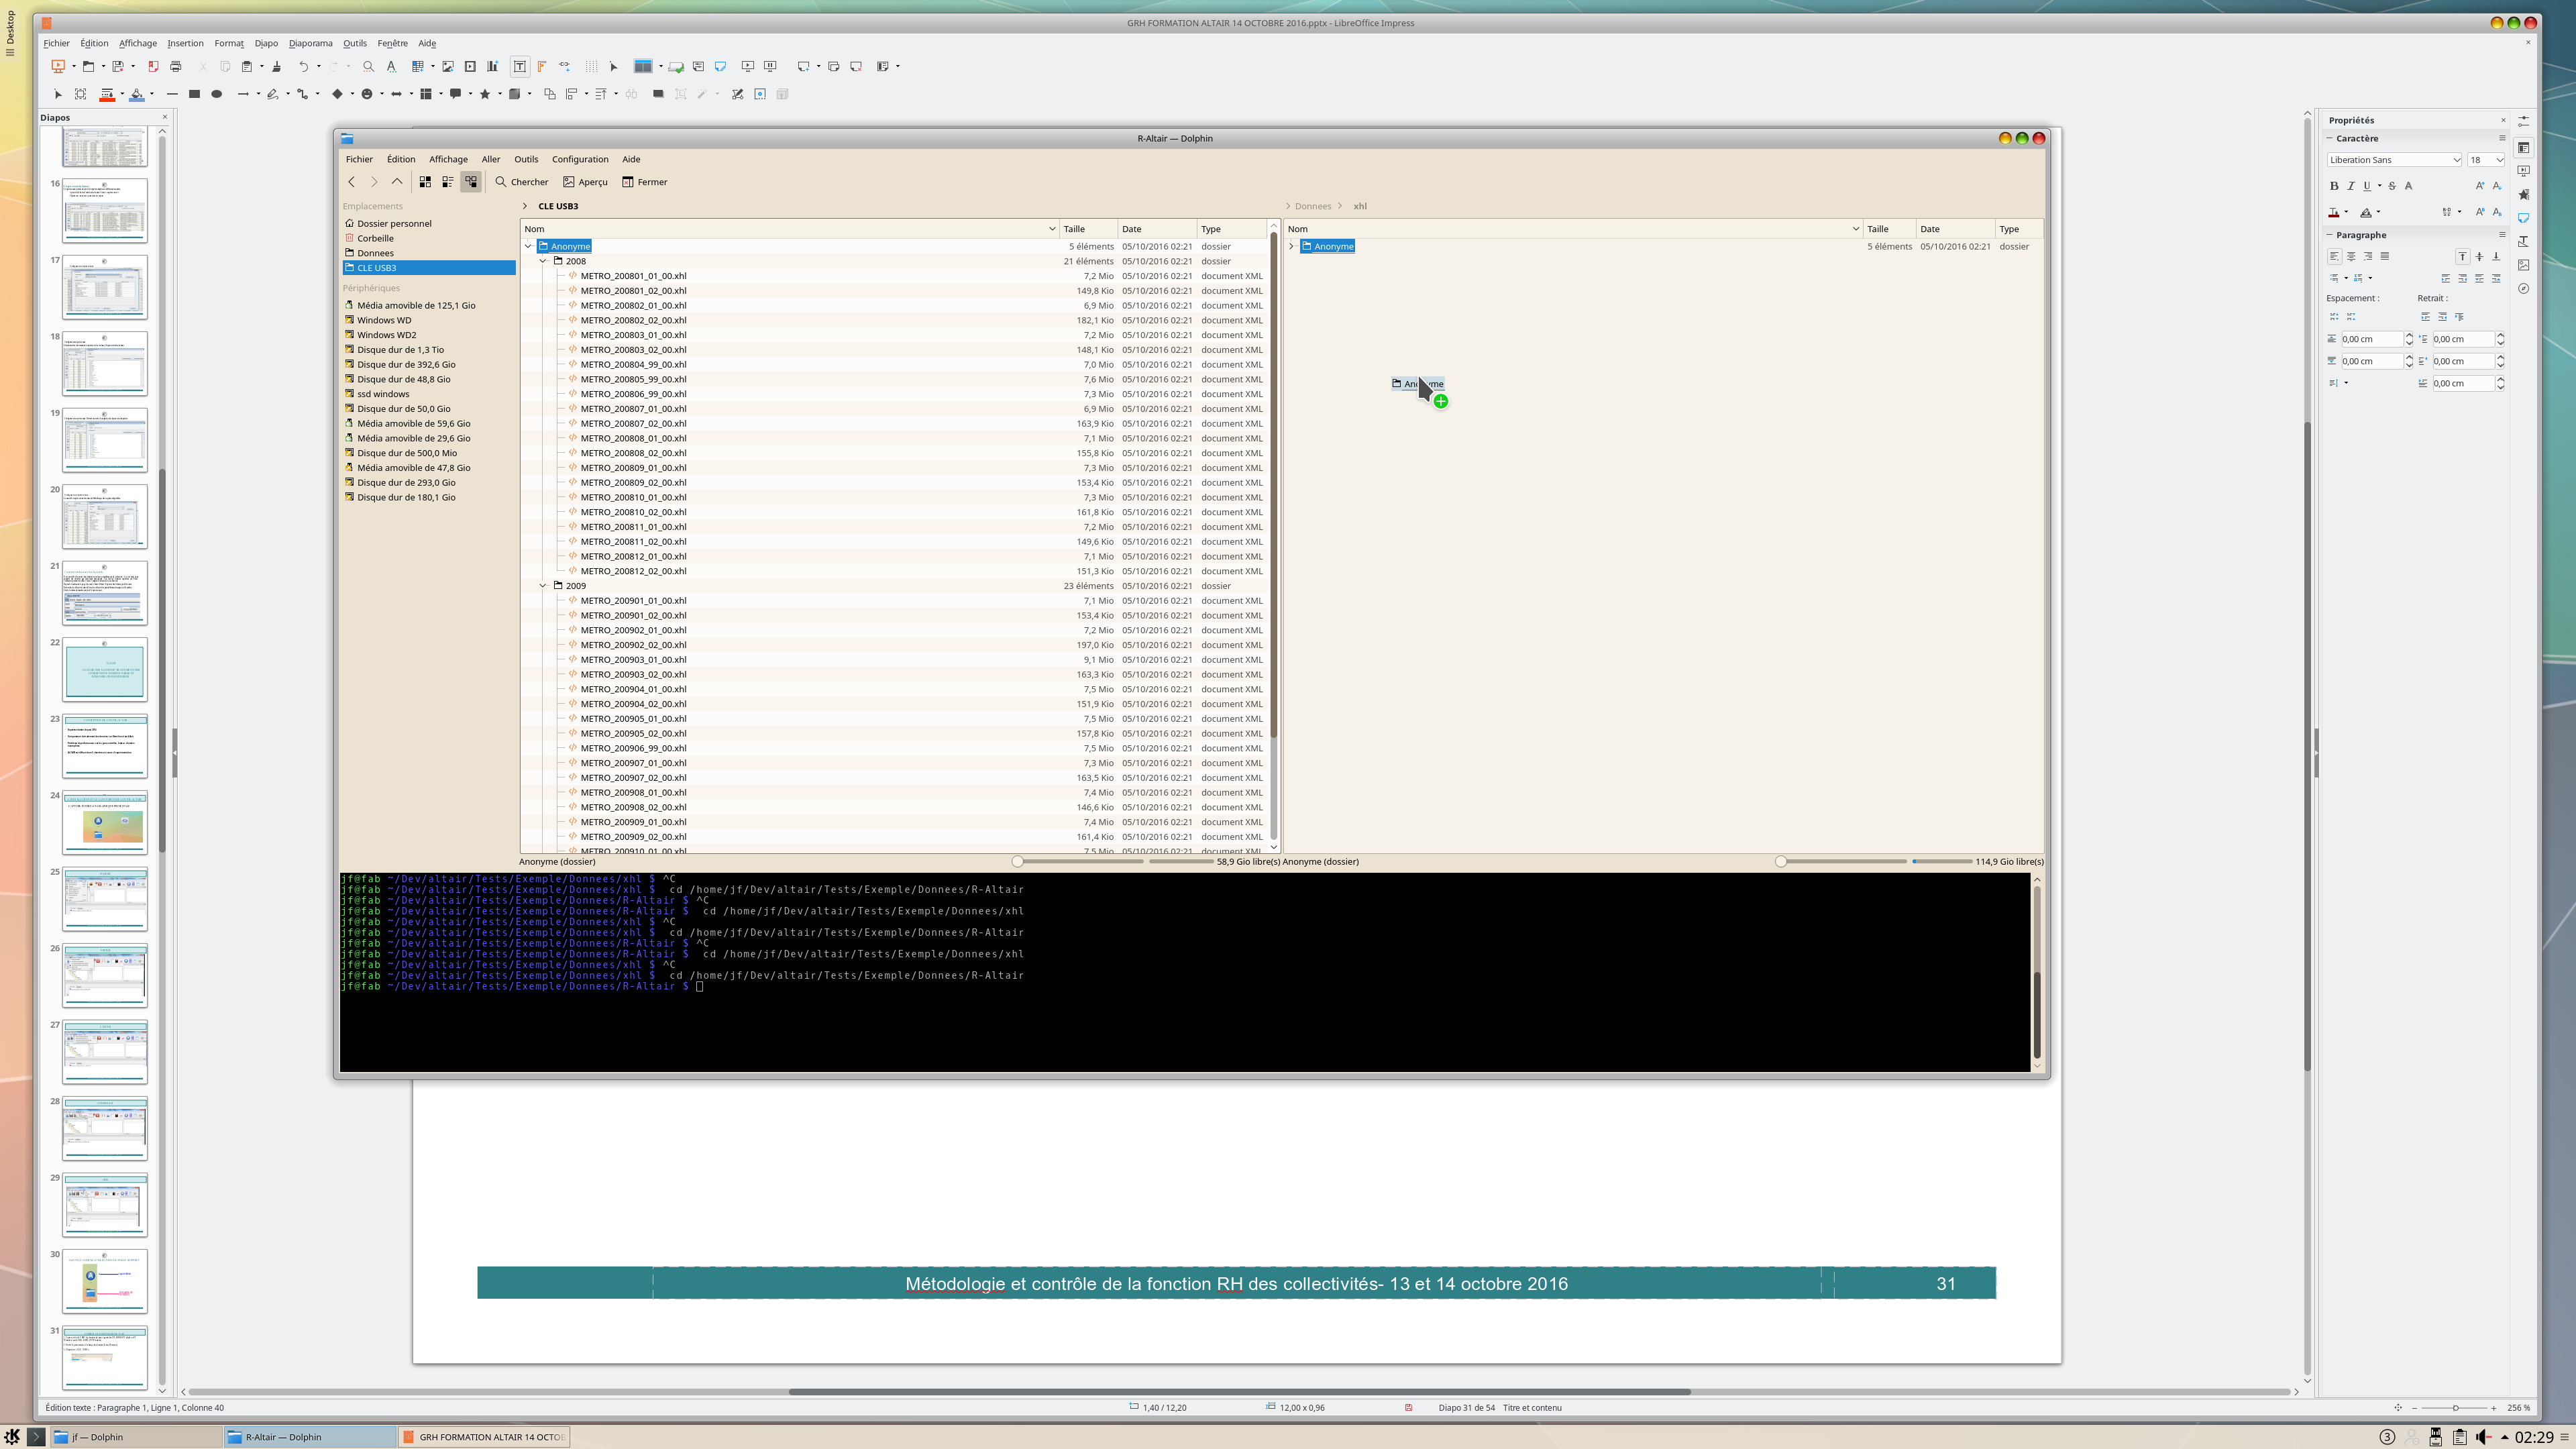 Desktop
GRH FORMATION ALTAIR 14 OCTOBRE 2016.pptx - LibreOffice Impress
Fichier Édition Affichage Insertion Format Diapo Diaporama Outils Fenêtre Aide
Diapos
16
17
18
19
20
21
22
23
24
25
26
27
28
29
30
31
R-Altair — Dolphin
Fichier Édition Affichage Aller Outils Configuration Aide
Chercher Aperçu Fermer
Emplacements
Dossier personnel
Corbeille
Donnees
CLE USB3
Périphériques
Média amovible de 125,1 Gio
Windows WD
Windows WD2
Disque dur de 1,3 Tio
Disque dur de 392,6 Gio
Disque dur de 48,8 Gio
ssd windows
Disque dur de 50,0 Gio
Média amovible de 59,6 Gio
Média amovible de 29,6 Gio
Disque dur de 500,0 Mio
Média amovible de 47,8 Gio
Disque dur de 293,0 Gio
Disque dur de 180,1 Gio
CLE USB3
Nom Taille Date Type
Anonyme 5 éléments 05/10/2016 02:21 dossier
2008 21 éléments 05/10/2016 02:21 dossier
METRO_200801_01_00.xhl 7,2 Mio 05/10/2016 02:21 document XML
METRO_200801_02_00.xhl 149,8 Kio 05/10/2016 02:21 document XML
METRO_200802_01_00.xhl 6,9 Mio 05/10/2016 02:21 document XML
METRO_200802_02_00.xhl 182,1 Kio 05/10/2016 02:21 document XML
METRO_200803_01_00.xhl 7,2 Mio 05/10/2016 02:21 document XML
METRO_200803_02_00.xhl 148,1 Kio 05/10/2016 02:21 document XML
METRO_200804_99_00.xhl 7,0 Mio 05/10/2016 02:21 document XML
METRO_200805_99_00.xhl 7,6 Mio 05/10/2016 02:21 document XML
METRO_200806_99_00.xhl 7,3 Mio 05/10/2016 02:21 document XML
METRO_200807_01_00.xhl 6,9 Mio 05/10/2016 02:21 document XML
METRO_200807_02_00.xhl 163,9 Kio 05/10/2016 02:21 document XML
METRO_200808_01_00.xhl 7,1 Mio 05/10/2016 02:21 document XML
METRO_200808_02_00.xhl 155,8 Kio 05/10/2016 02:21 document XML
METRO_200809_01_00.xhl 7,3 Mio 05/10/2016 02:21 document XML
METRO_200809_02_00.xhl 153,4 Kio 05/10/2016 02:21 document XML
METRO_200810_01_00.xhl 7,3 Mio 05/10/2016 02:21 document XML
METRO_200810_02_00.xhl 161,8 Kio 05/10/2016 02:21 document XML
METRO_200811_01_00.xhl 7,2 Mio 05/10/2016 02:21 document XML
METRO_200811_02_00.xhl 149,6 Kio 05/10/2016 02:21 document XML
METRO_200812_01_00.xhl 7,1 Mio 05/10/2016 02:21 document XML
METRO_200812_02_00.xhl 151,3 Kio 05/10/2016 02:21 document XML
2009 23 éléments 05/10/2016 02:21 dossier
METRO_200901_01_00.xhl 7,1 Mio 05/10/2016 02:21 document XML
METRO_200901_02_00.xhl 153,4 Kio 05/10/2016 02:21 document XML
METRO_200902_01_00.xhl 7,2 Mio 05/10/2016 02:21 document XML
METRO_200902_02_00.xhl 197,0 Kio 05/10/2016 02:21 document XML
METRO_200903_01_00.xhl 9,1 Mio 05/10/2016 02:21 document XML
METRO_200903_02_00.xhl 163,3 Kio 05/10/2016 02:21 document XML
METRO_200904_01_00.xhl 7,5 Mio 05/10/2016 02:21 document XML
METRO_200904_02_00.xhl 151,9 Kio 05/10/2016 02:21 document XML
METRO_200905_01_00.xhl 7,5 Mio 05/10/2016 02:21 document XML
METRO_200905_02_00.xhl 157,8 Kio 05/10/2016 02:21 document XML
METRO_200906_99_00.xhl 7,5 Mio 05/10/2016 02:21 document XML
METRO_200907_01_00.xhl 7,3 Mio 05/10/2016 02:21 document XML
METRO_200907_02_00.xhl 163,5 Kio 05/10/2016 02:21 document XML
METRO_200908_01_00.xhl 7,4 Mio 05/10/2016 02:21 document XML
METRO_200908_02_00.xhl 146,6 Kio 05/10/2016 02:21 document XML
METRO_200909_01_00.xhl 7,4 Mio 05/10/2016 02:21 document XML
METRO_200909_02_00.xhl 161,4 Kio 05/10/2016 02:21 document XML
METRO_200910_01_00.xhl 7,5 Mio 05/10/2016 02:21 document XML
Anonyme (dossier) 58,9 Gio libre(s)
Donnees xhl
Nom Taille Date Type
Anonyme 5 éléments 05/10/2016 02:21 dossier
Anonyme
Anonyme (dossier) 114,9 Gio libre(s)
jf@fab ~/Dev/altair/Tests/Exemple/Donnees/xhl $ ^C
jf@fab ~/Dev/altair/Tests/Exemple/Donnees/xhl $ cd /home/jf/Dev/altair/Tests/Exemple/Donnees/R-Altair
jf@fab ~/Dev/altair/Tests/Exemple/Donnees/R-Altair $ ^C
jf@fab ~/Dev/altair/Tests/Exemple/Donnees/R-Altair $ cd /home/jf/Dev/altair/Tests/Exemple/Donnees/xhl
jf@fab ~/Dev/altair/Tests/Exemple/Donnees/xhl $ ^C
jf@fab ~/Dev/altair/Tests/Exemple/Donnees/xhl $ cd /home/jf/Dev/altair/Tests/Exemple/Donnees/R-Altair
jf@fab ~/Dev/altair/Tests/Exemple/Donnees/R-Altair $ ^C
jf@fab ~/Dev/altair/Tests/Exemple/Donnees/R-Altair $ cd /home/jf/Dev/altair/Tests/Exemple/Donnees/xhl
jf@fab ~/Dev/altair/Tests/Exemple/Donnees/xhl $ ^C
jf@fab ~/Dev/altair/Tests/Exemple/Donnees/xhl $ cd /home/jf/Dev/altair/Tests/Exemple/Donnees/R-Altair
jf@fab ~/Dev/altair/Tests/Exemple/Donnees/R-Altair $
Métodologie et contrôle de la fonction RH des collectivités- 13 et 14 octobre 2016 31
Propriétés
Caractère
Liberation Sans 18
Paragraphe
Espacement : Retrait :
0,00 cm 0,00 cm
0,00 cm 0,00 cm
0,00 cm
Édition texte : Paragraphe 1, Ligne 1, Colonne 40 1,40 / 12,20 12,00 x 0,96 Diapo 31 de 54 Titre et contenu 256 %
jf — Dolphin R-Altair — Dolphin GRH FORMATION ALTAIR 14 OCTOB 3 02:29